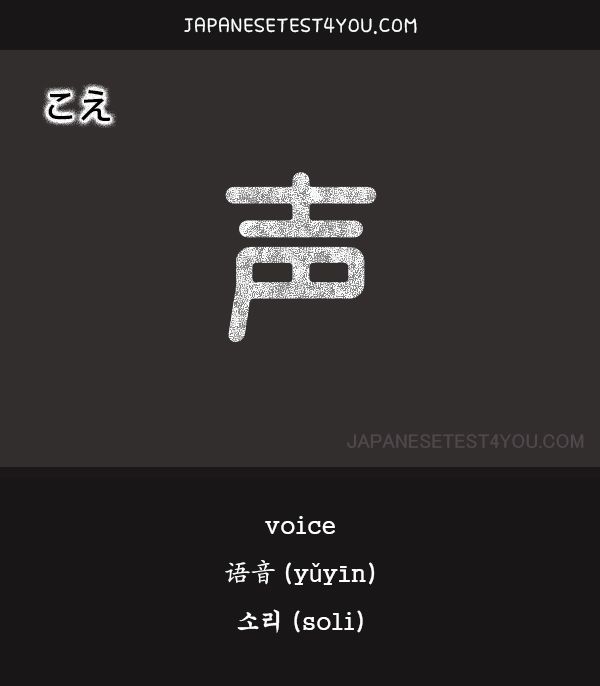 JAPANESETEST4YOU.COM
こえ
声
JAPANESETEST4YOU.COM
voice
语音 (yǔyīn)
소리 (soli)